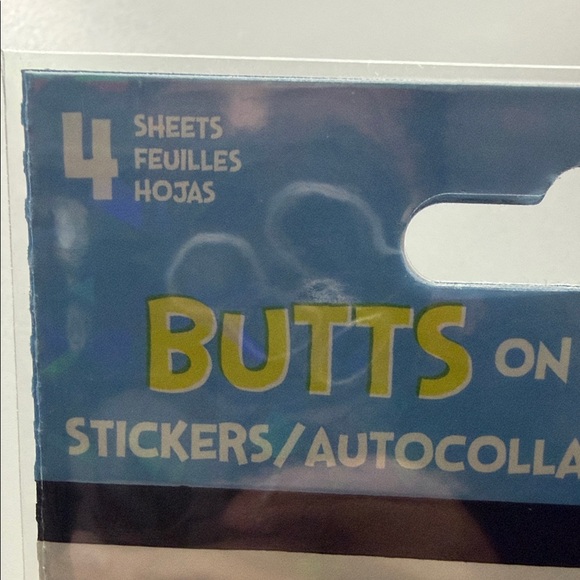 4 SHEETS
FEUILLES
HOJAS
BUTTS ON
STICKERS/AUTOCOLLA